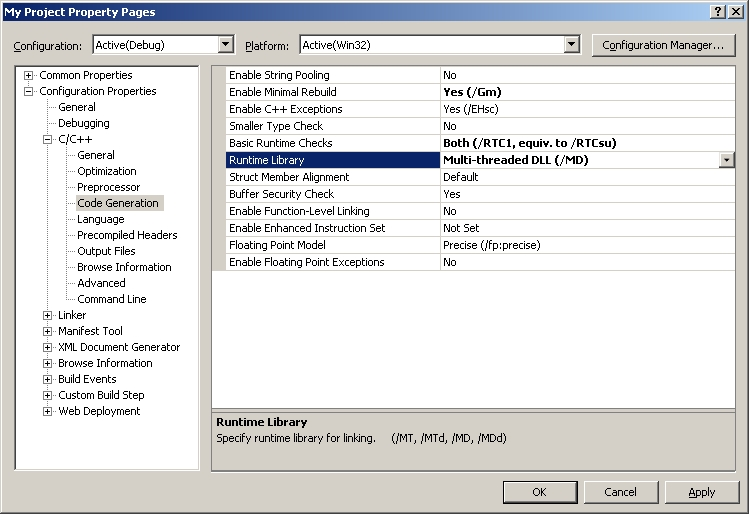 My Project Property Pages
Configuration: Active(Debug) Platform: Active(Win32) Configuration Manager...
Common Properties
Configuration Properties
General
Debugging
C/C++
General
Optimization
Preprocessor
Code Generation
Language
Precompiled Headers
Output Files
Browse Information
Advanced
Command Line
Linker
Manifest Tool
XML Document Generator
Browse Information
Build Events
Custom Build Step
Web Deployment
Enable String Pooling No
Enable Minimal Rebuild Yes (/Gm)
Enable C++ Exceptions Yes (/EHsc)
Smaller Type Check No
Basic Runtime Checks Both (/RTC1, equiv. to /RTCsu)
Runtime Library Multi-threaded DLL (/MD)
Struct Member Alignment Default
Buffer Security Check Yes
Enable Function-Level Linking No
Enable Enhanced Instruction Set Not Set
Floating Point Model Precise (/fp:precise)
Enable Floating Point Exceptions No
Runtime Library
Specify runtime library for linking. (/MT, /MTd, /MD, /MDd)
OK Cancel Apply